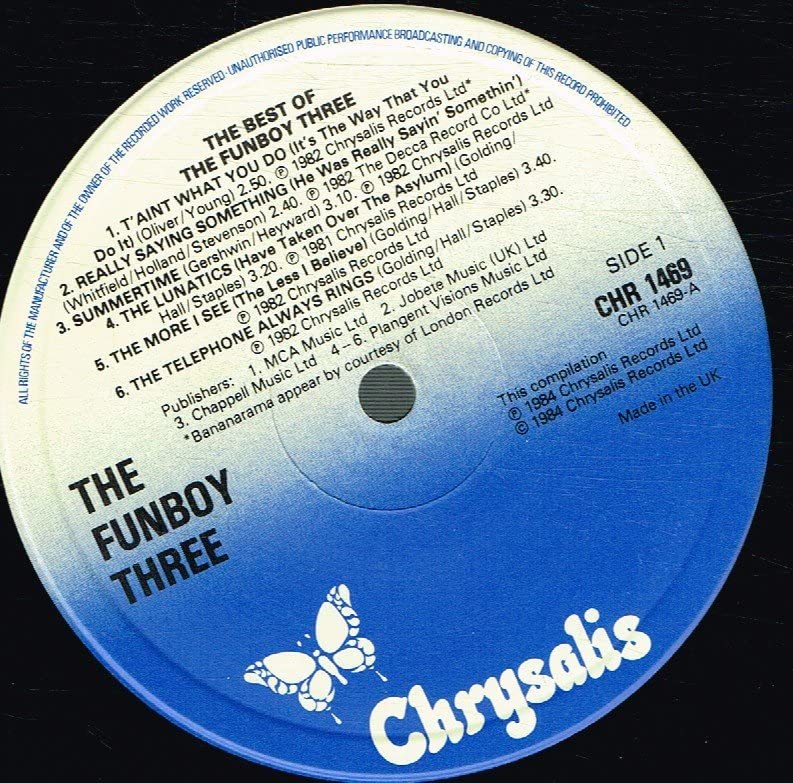 ALL RIGHTS OF THE MANUFACTURER AND OF THE OWNER OF THE RECORDED WORK RESERVED · UNAUTHORISED PUBLIC PERFORMANCE BROADCASTING AND COPYING OF THIS RECORD PROHIBITED
THE BEST OF
THE FUNBOY THREE
1. T'AINT WHAT YOU DO (It's The Way That You
Do It) (Oliver/Young) 2.50. ℗ 1982 Chrysalis Records Ltd*
2. REALLY SAYING SOMETHING (He Was Really Sayin' Somethin')
(Whitfield/Holland/Stevenson) 2.40. ℗ 1982 The Decca Record Co Ltd*
3. SUMMERTIME (Gershwin/Heyward) 3.10. ℗ 1982 Chrysalis Records Ltd
4. THE LUNATICS (Have Taken Over The Asylum) (Golding/
Hall/Staples) 3.20. ℗ 1981 Chrysalis Records Ltd
5. THE MORE I SEE (The Less I Believe) (Golding/Hall/Staples) 3.40.
℗ 1982 Chrysalis Records Ltd
6. THE TELEPHONE ALWAYS RINGS (Golding/Hall/Staples) 3.30.
℗ 1982 Chrysalis Records Ltd
Publishers: 1. MCA Music Ltd 2. Jobete Music (UK) Ltd
3. Chappell Music Ltd 4–6. Plangent Visions Music Ltd
*Bananarama appear by courtesy of London Records Ltd
SIDE 1
CHR 1469
CHR 1469-A
This compilation
℗ 1984 Chrysalis Records Ltd
© 1984 Chrysalis Records Ltd
Made in the UK
THE
FUNBOY
THREE
Chrysalis